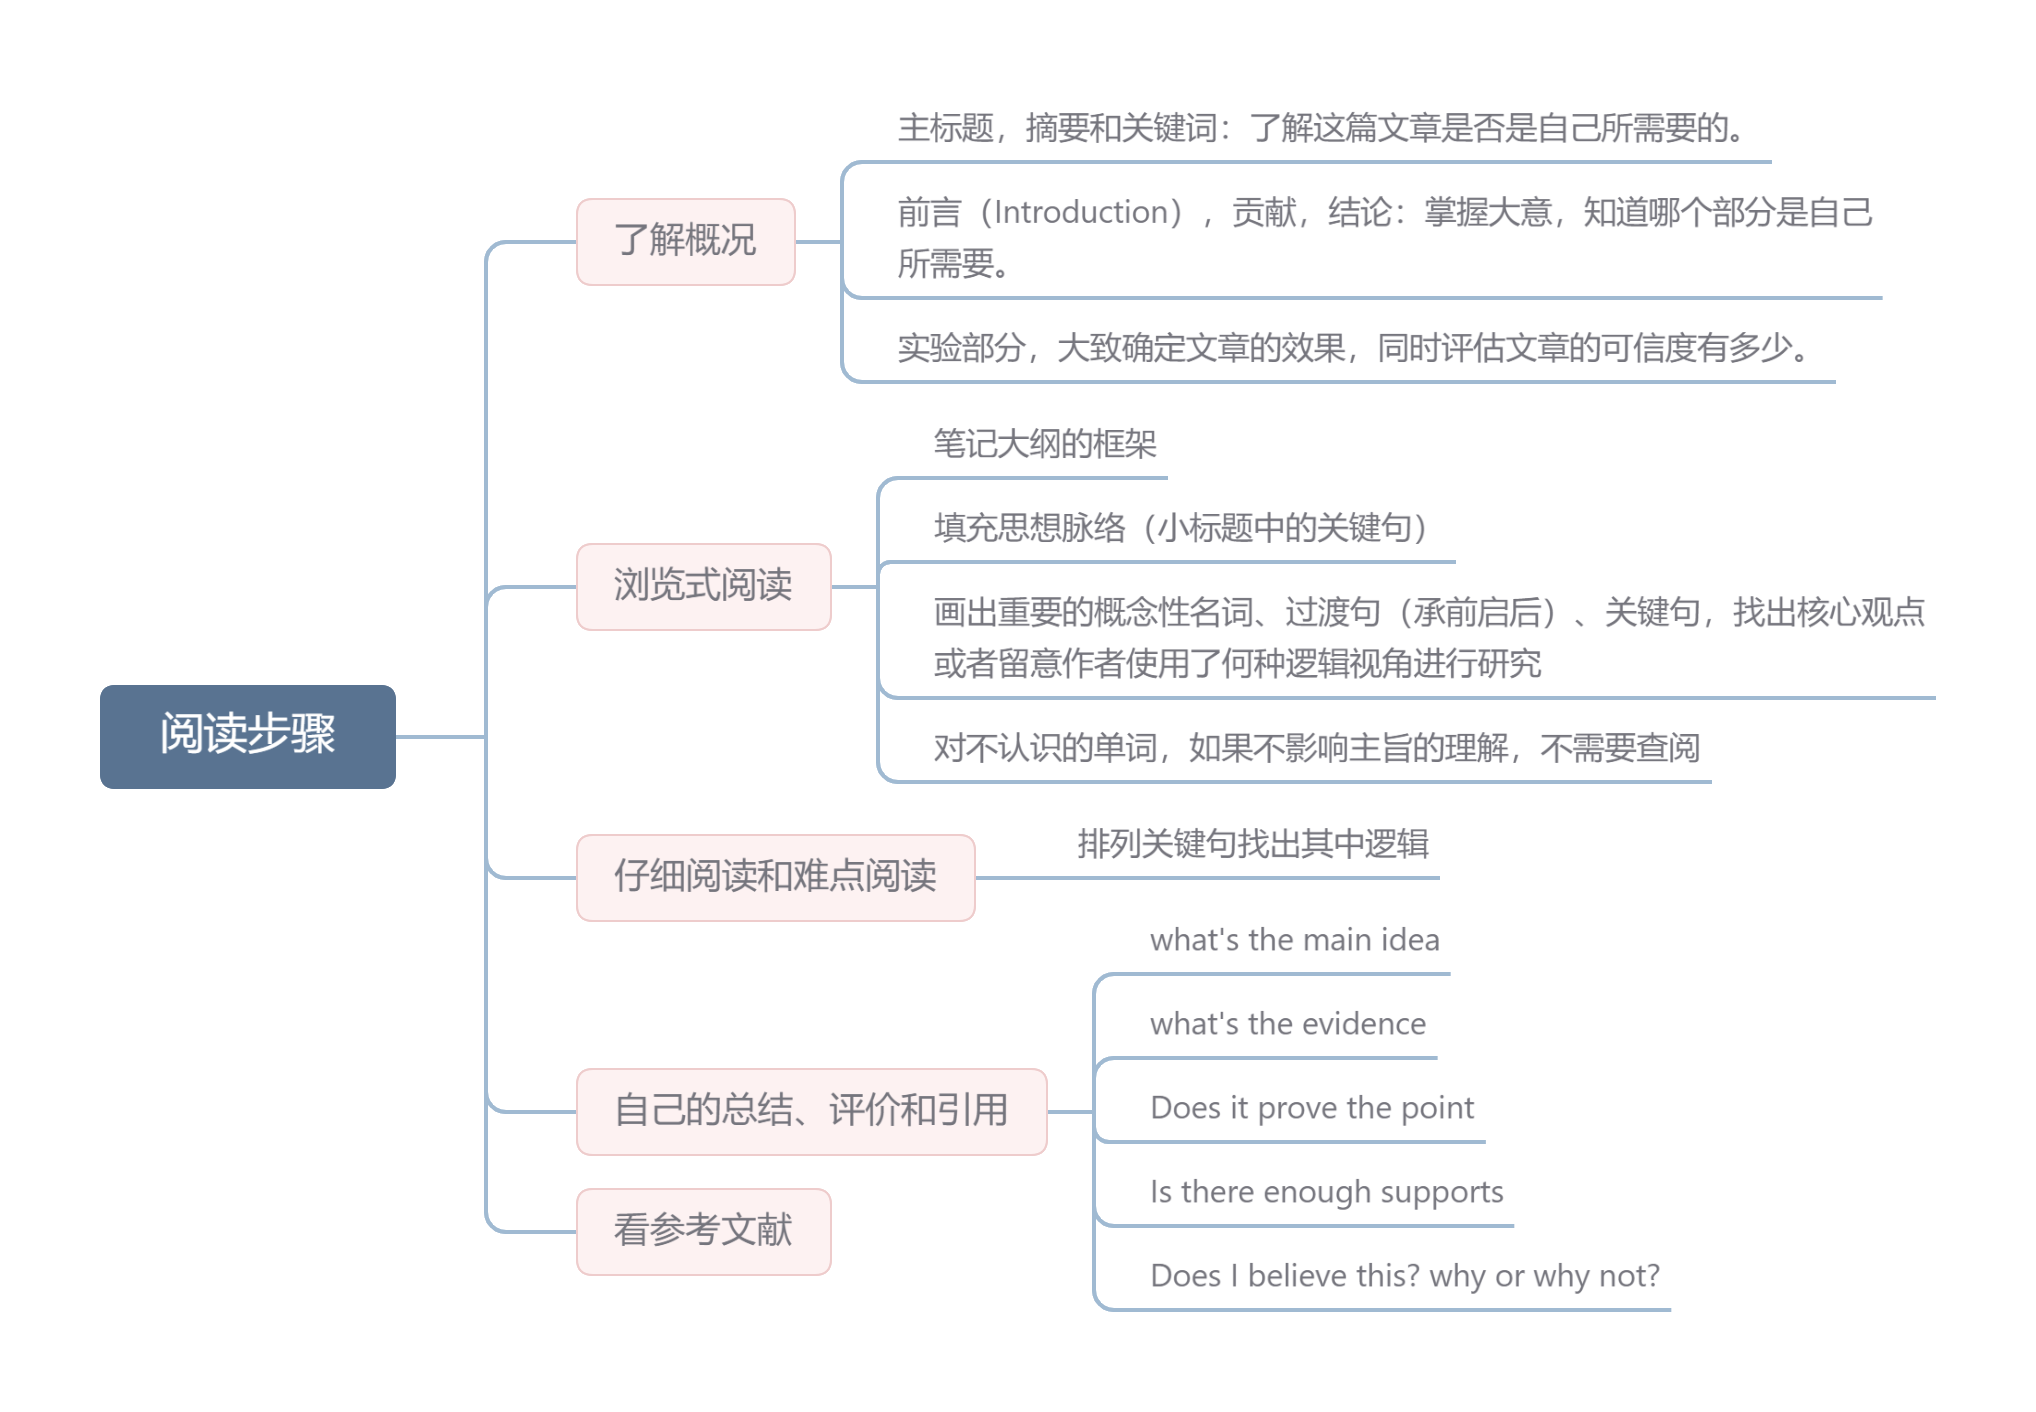 阅读步骤
了解概况
主标题，摘要和关键词：了解这篇文章是否是自己所需要的。
前言（Introduction），贡献，结论：掌握大意，知道哪个部分是自己
所需要。
实验部分，大致确定文章的效果，同时评估文章的可信度有多少。
浏览式阅读
笔记大纲的框架
填充思想脉络（小标题中的关键句）
画出重要的概念性名词、过渡句（承前启后）、关键句，找出核心观点
或者留意作者使用了何种逻辑视角进行研究
对不认识的单词，如果不影响主旨的理解，不需要查阅
仔细阅读和难点阅读
排列关键句找出其中逻辑
自己的总结、评价和引用
what's the main idea
what's the evidence
Does it prove the point
Is there enough supports
Does I believe this? why or why not?
看参考文献